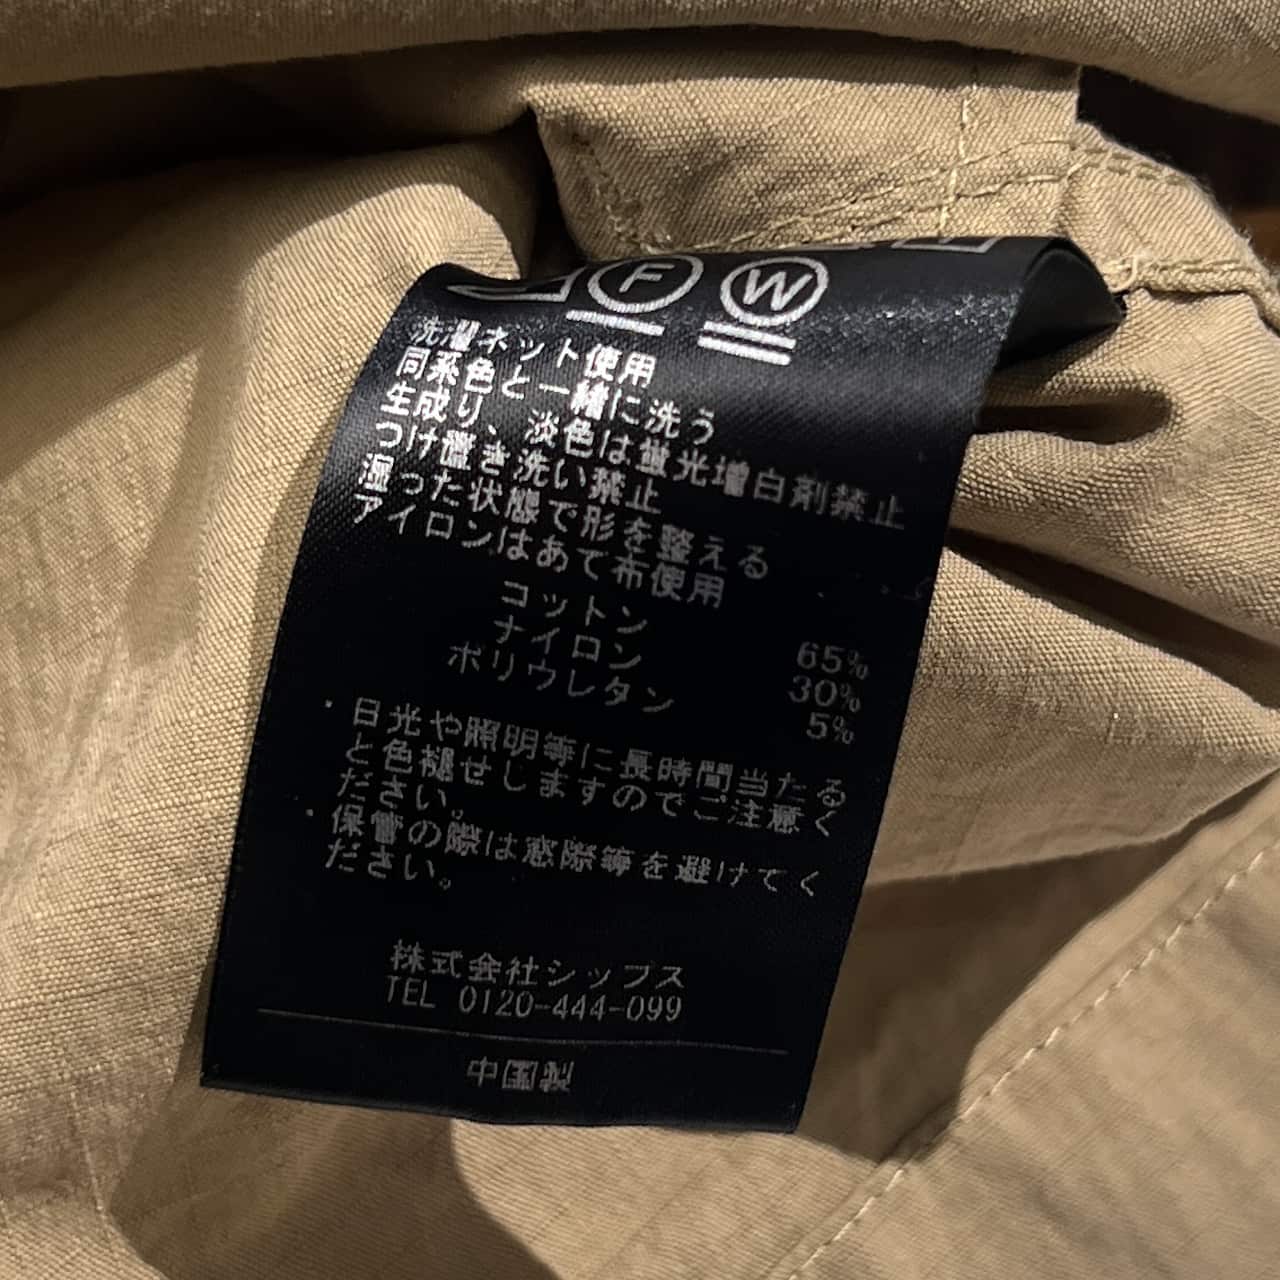 F W
洗濯ネット使用
同系色と一緒に洗う
生成り、淡色は蛍光増白剤禁止
つけ置き洗い禁止
湿った状態で形を整える
アイロンはあて布使用
コットン 65%
ナイロン 30%
ポリウレタン 5%
・日光や照明等に長時間当たる
と色褪せしますのでご注意く
ださい。
・保管の際は窓際等を避けてく
ださい。
株式会社シップス
TEL 0120-444-099
中国製